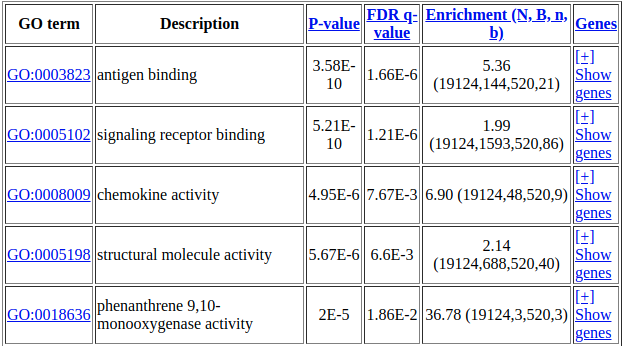 GO term Description P-value FDR q-value Enrichment (N, B, n, b) Genes
GO:0003823 antigen binding 3.58E-10 1.66E-6 5.36 (19124,144,520,21) [+] Show genes
GO:0005102 signaling receptor binding 5.21E-10 1.21E-6 1.99 (19124,1593,520,86) [+] Show genes
GO:0008009 chemokine activity 4.95E-6 7.67E-3 6.90 (19124,48,520,9) [+] Show genes
GO:0005198 structural molecule activity 5.67E-6 6.6E-3 2.14 (19124,688,520,40) [+] Show genes
GO:0018636 phenanthrene 9,10-monooxygenase activity 2E-5 1.86E-2 36.78 (19124,3,520,3) [+] Show genes